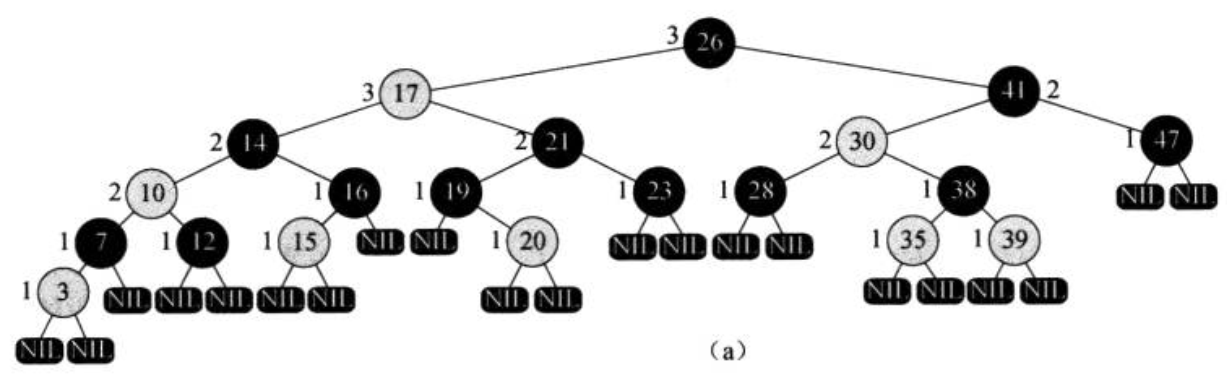 3 26
3 17 41 2
2 14 2 21 2 30 1 47
2 10 1 16 1 19 1 23 1 28 1 38 NIL NIL
1 7 1 12 1 15 NIL NIL 1 20 NIL NIL NIL NIL 1 35 1 39
1 3 NIL NIL NIL NIL NIL NIL NIL NIL NIL NIL NIL NIL
NIL NIL (a)